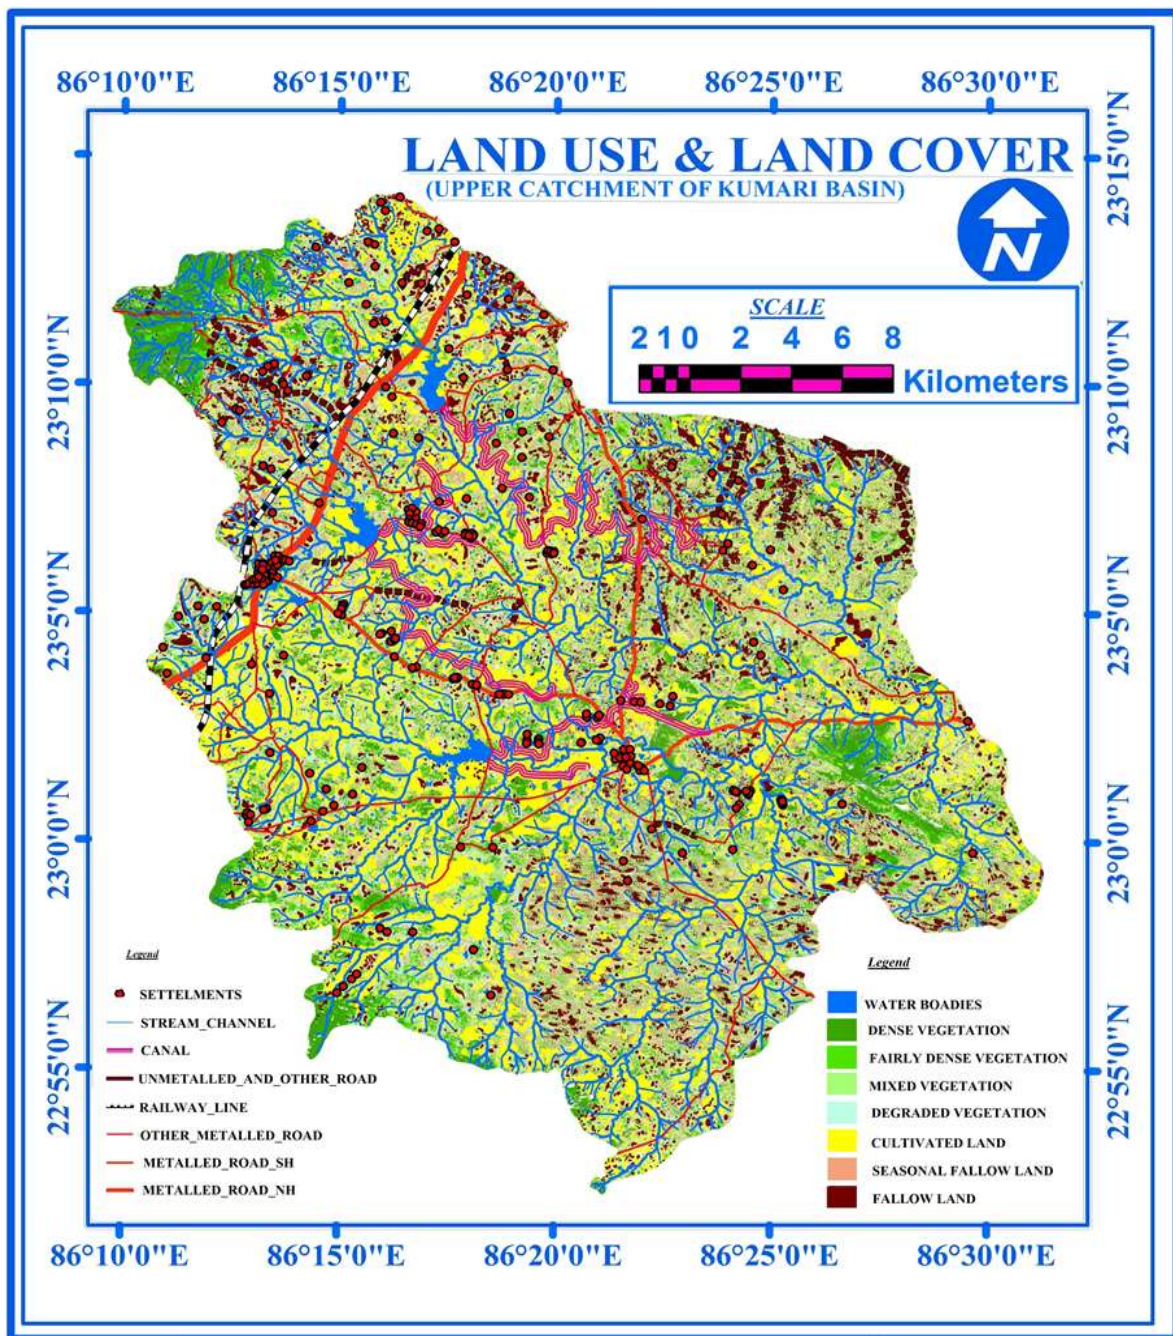 86°10'0"E 86°15'0"E 86°20'0"E 86°25'0"E 86°30'0"E
LAND USE & LAND COVER
(UPPER CATCHMENT OF KUMARI BASIN)
N
SCALE
2 1 0 2 4 6 8
Kilometers
23°15'0"N
23°10'0"N
23°10'0"N
23°5'0"N
23°5'0"N
23°0'0"N
23°0'0"N
22°55'0"N
22°55'0"N
Legend
SETTELMENTS
STREAM_CHANNEL
CANAL
UNMETALLED_AND_OTHER_ROAD
RAILWAY_LINE
OTHER_METALLED_ROAD
METALLED_ROAD_SH
METALLED_ROAD_NH
Legend
WATER BOADIES
DENSE VEGETATION
FAIRLY DENSE VEGETATION
MIXED VEGETATION
DEGRADED VEGETATION
CULTIVATED LAND
SEASONAL FALLOW LAND
FALLOW LAND
86°10'0"E 86°15'0"E 86°20'0"E 86°25'0"E 86°30'0"E